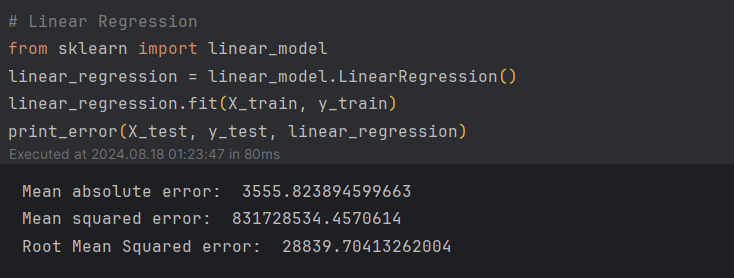 # Linear Regression
from sklearn import linear_model
linear_regression = linear_model.LinearRegression()
linear_regression.fit(X_train, y_train)
print_error(X_test, y_test, linear_regression)
Executed at 2024.08.18 01:23:47 in 80ms
Mean absolute error:  3555.823894599663
Mean squared error:  831728534.4570614
Root Mean Squared error:  28839.70413262004